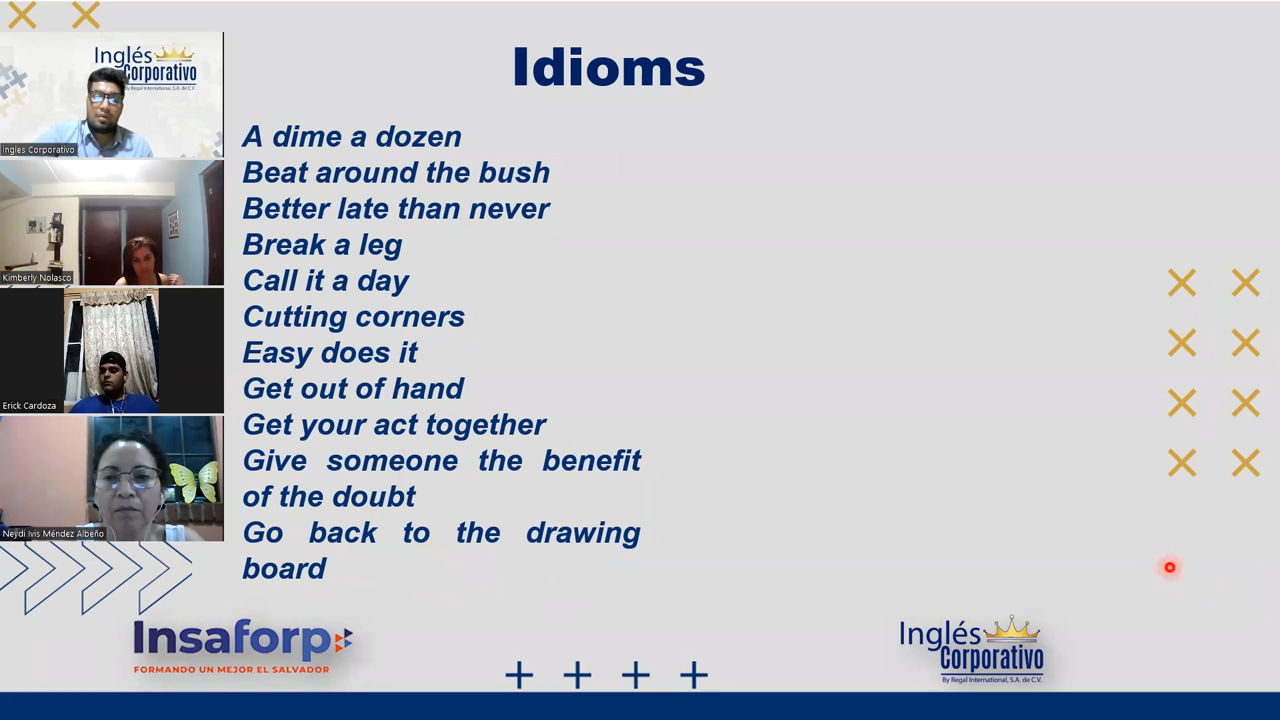 Idioms
Inglés
Corporativo
By Regal International, S.A. de C.V.
Ingles Corporativo
Kimberly Nolasco
Erick Cardoza
Neydi Ivis Méndez Albeño
A dime a dozen
Beat around the bush
Better late than never
Break a leg
Call it a day
Cutting corners
Easy does it
Get out of hand
Get your act together
Give someone the benefit
of the doubt
Go back to the drawing
board
Insaforp
FORMANDO UN MEJOR EL SALVADOR
Inglés
Corporativo
By Regal International, S.A. de C.V.